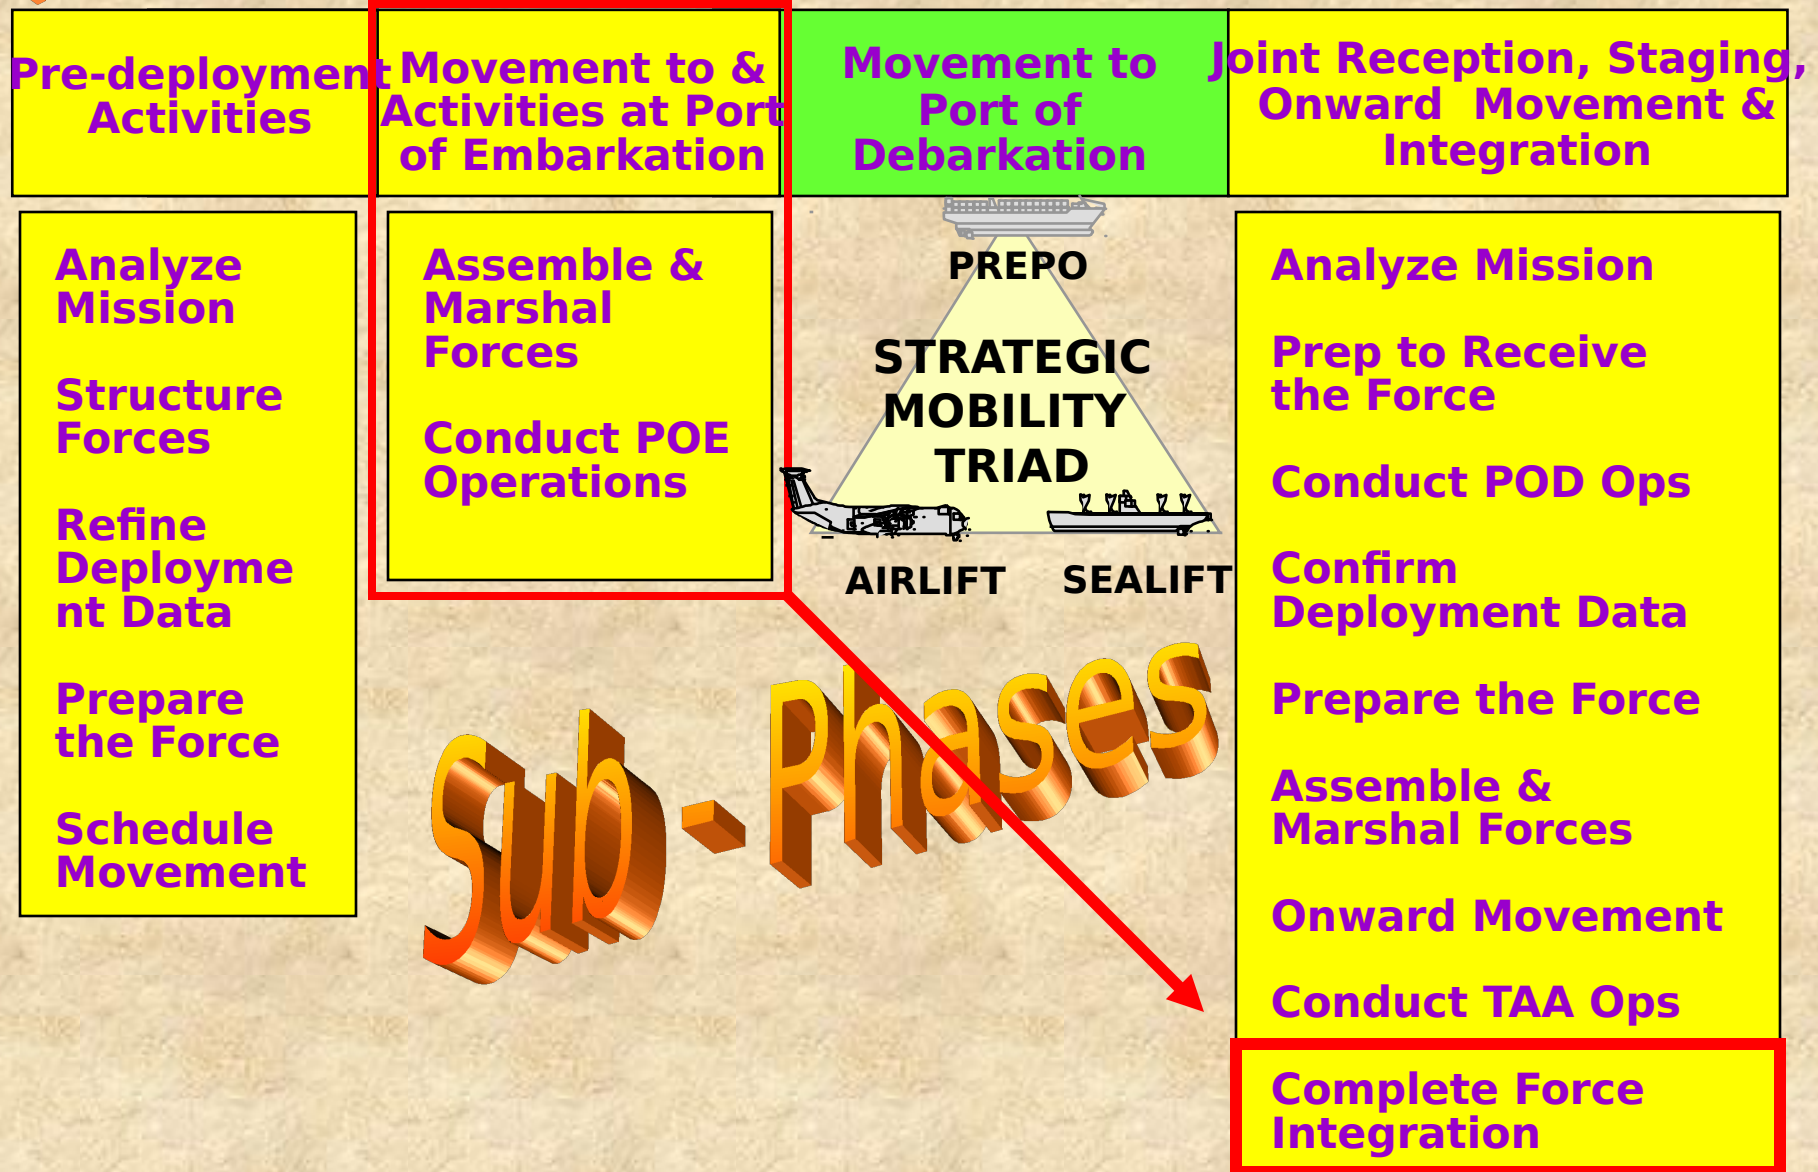 Pre-deployment
Activities
Movement to &
Activities at Port
of Embarkation
Movement to
Port of
Debarkation
Joint Reception, Staging,
Onward Movement &
Integration
Analyze
Mission
Structure
Forces
Refine
Deployme
nt Data
Prepare
the Force
Schedule
Movement
Assemble &
Marshal
Forces
Conduct POE
Operations
PREPO
STRATEGIC
MOBILITY
TRIAD
AIRLIFT
SEALIFT
Sub - Phases
Analyze Mission
Prep to Receive
the Force
Conduct POD Ops
Confirm
Deployment Data
Prepare the Force
Assemble &
Marshal Forces
Onward Movement
Conduct TAA Ops
Complete Force
Integration